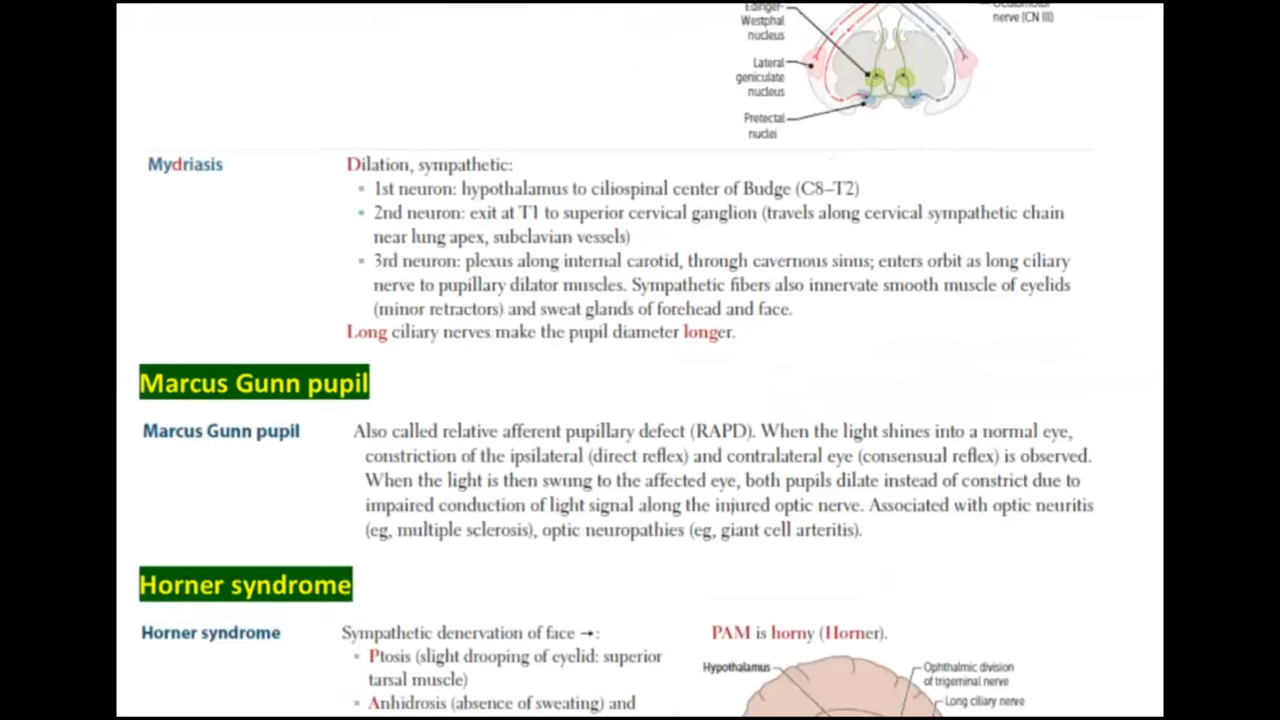 Edinger-
Westphal
nucleus
nerve (CN III)
Lateral
geniculate
nucleus
Pretectal
nuclei
Mydriasis
Dilation, sympathetic:
▪ 1st neuron: hypothalamus to ciliospinal center of Budge (C8–T2)
▪ 2nd neuron: exit at T1 to superior cervical ganglion (travels along cervical sympathetic chain
near lung apex, subclavian vessels)
▪ 3rd neuron: plexus along internal carotid, through cavernous sinus; enters orbit as long ciliary
nerve to pupillary dilator muscles. Sympathetic fibers also innervate smooth muscle of eyelids
(minor retractors) and sweat glands of forehead and face.
Long ciliary nerves make the pupil diameter longer.
Marcus Gunn pupil
Marcus Gunn pupil
Also called relative afferent pupillary defect (RAPD). When the light shines into a normal eye,
constriction of the ipsilateral (direct reflex) and contralateral eye (consensual reflex) is observed.
When the light is then swung to the affected eye, both pupils dilate instead of constrict due to
impaired conduction of light signal along the injured optic nerve. Associated with optic neuritis
(eg, multiple sclerosis), optic neuropathies (eg, giant cell arteritis).
Horner syndrome
Horner syndrome
Sympathetic denervation of face →:
▪ Ptosis (slight drooping of eyelid: superior
tarsal muscle)
▪ Anhidrosis (absence of sweating) and
PAM is horny (Horner).
Hypothalamus
Ophthalmic division
of trigeminal nerve
Long ciliary nerve